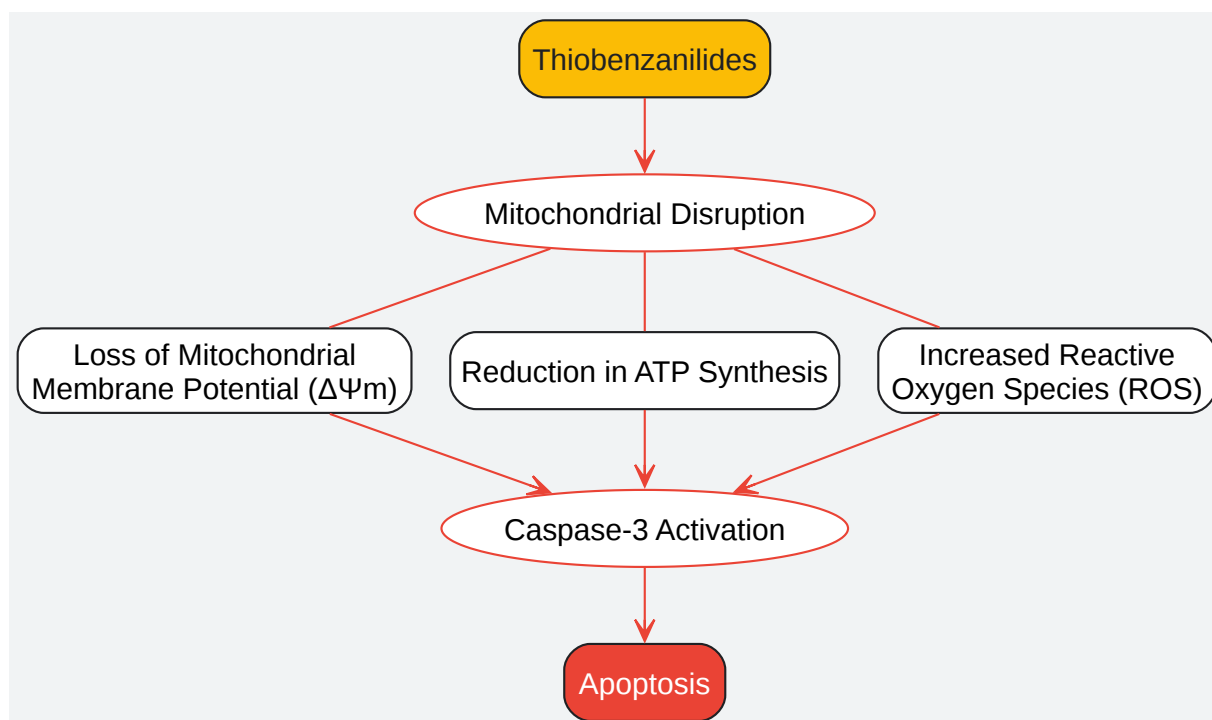 Thiobenzanilides
Mitochondrial Disruption
Loss of Mitochondrial
Membrane Potential (ΔΨm)
Reduction in ATP Synthesis
Increased Reactive
Oxygen Species (ROS)
Caspase-3 Activation
Apoptosis